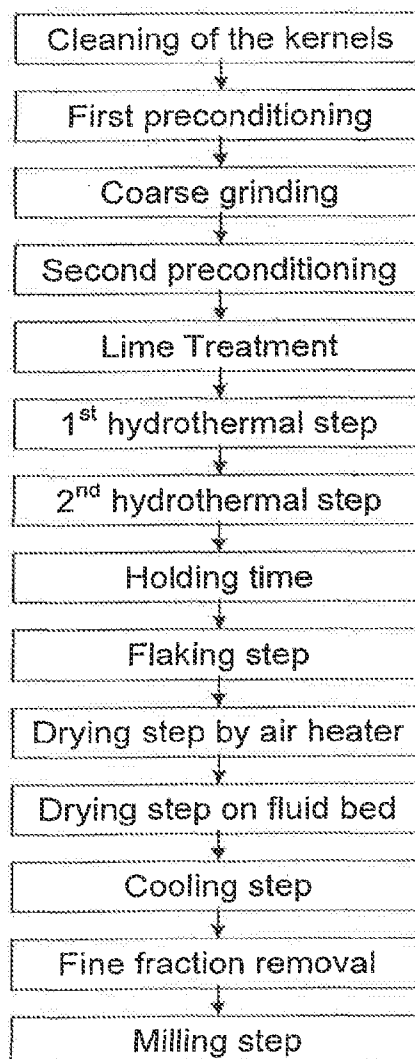 Cleaning of the kernels
First preconditioning
Coarse grinding
Second preconditioning
Lime Treatment
1st hydrothermal step
2nd hydrothermal step
Holding time
Flaking step
Drying step by air heater
Drying step on fluid bed
Cooling step
Fine fraction removal
Milling step